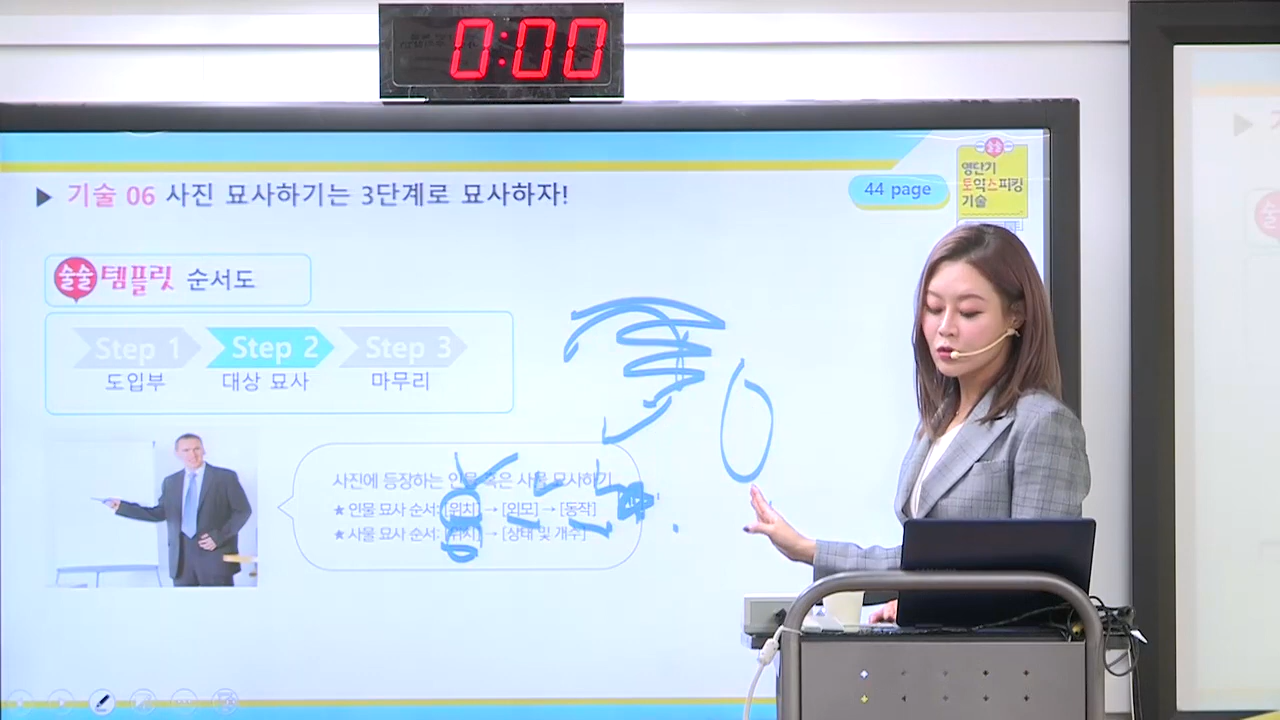 0:00
▶ 기술 06 사진 묘사하기는 3단계로 묘사하자!
44 page
술술
영단기
토익스피킹
기술
술술 템플릿 순서도
Step 1 Step 2 Step 3
도입부 대상 묘사 마무리
사진에 등장하는 인물 혹은 사물 묘사하기
★ 인물 묘사 순서: [위치] → [외모] → [동작]
★ 사물 묘사 순서: [위치] → [상태 및 개수]